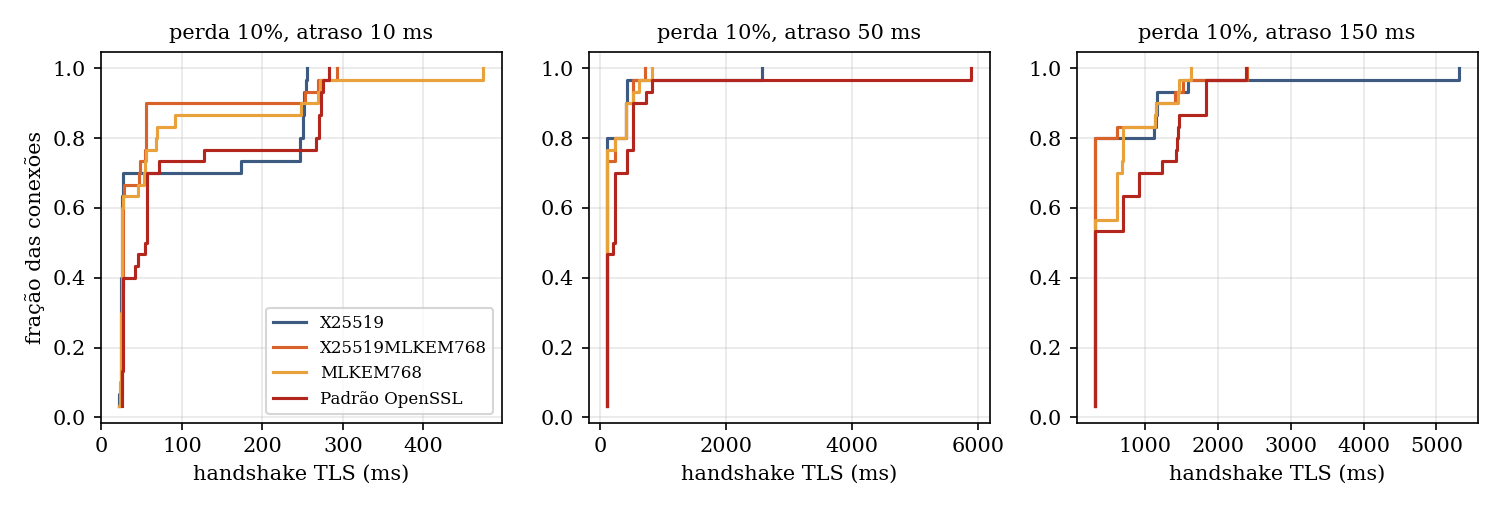 perda 10%, atraso 10 ms
fração das conexões
1.0
0.8
0.6
0.4
0.2
0.0
0 100 200 300 400
handshake TLS (ms)
X25519
X25519MLKEM768
MLKEM768
Padrão OpenSSL
perda 10%, atraso 50 ms
1.0
0.8
0.6
0.4
0.2
0.0
0 2000 4000 6000
handshake TLS (ms)
perda 10%, atraso 150 ms
1.0
0.8
0.6
0.4
0.2
0.0
1000 2000 3000 4000 5000
handshake TLS (ms)